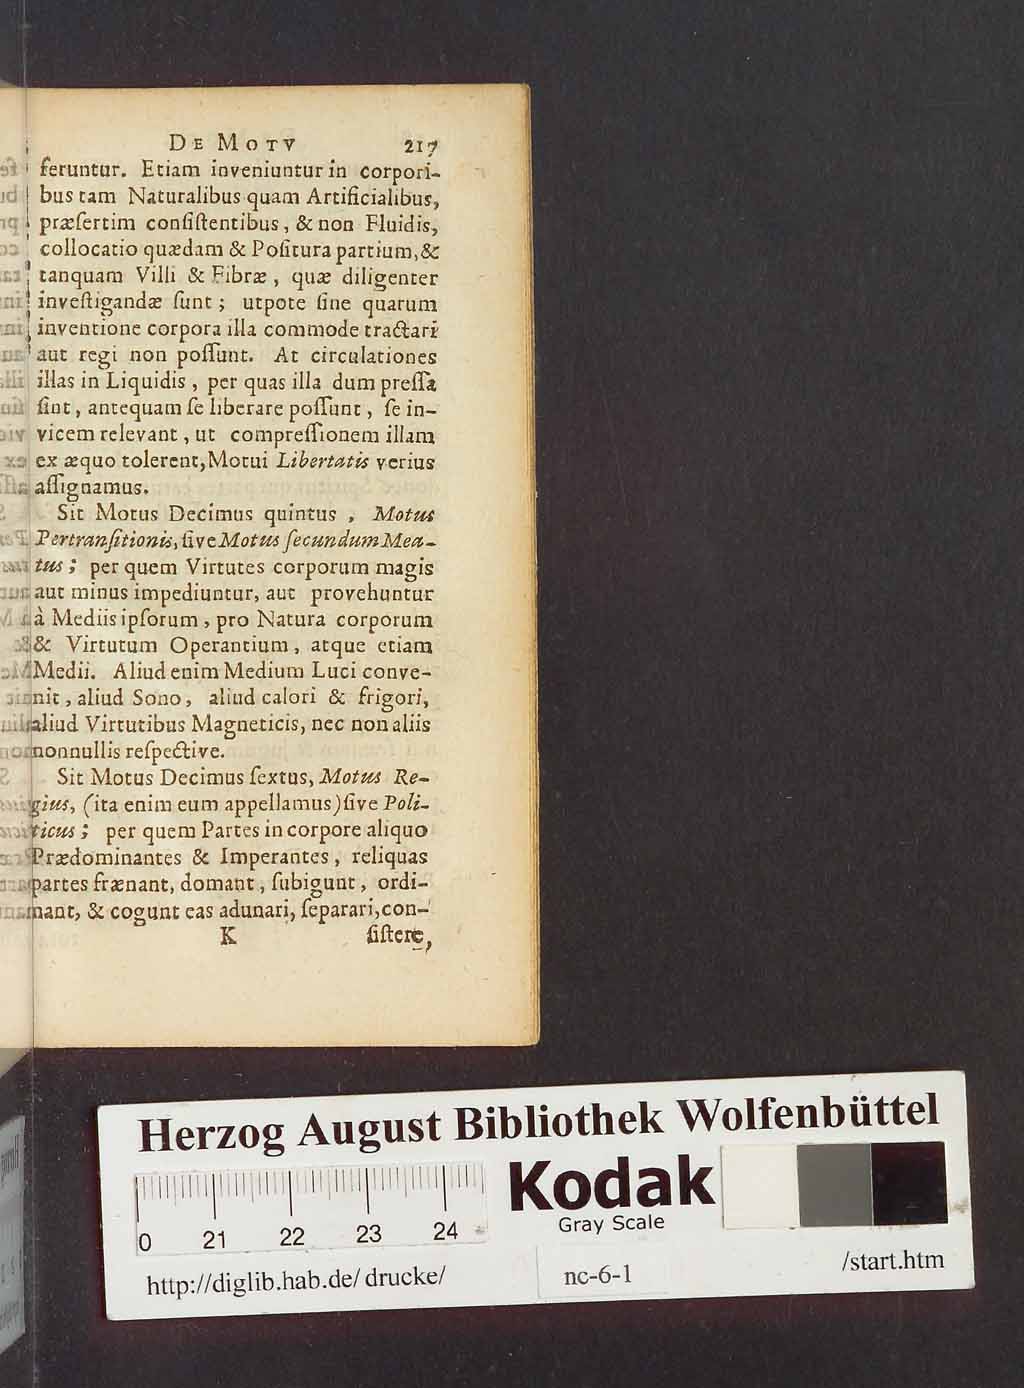 De Motv 217
feruntur. Etiam inveniuntur in corpori-
bus tam Naturalibus quam Artificialibus,
præſertim conſiſtentibus, & non Fluidis,
collocatio quædam & Poſitura partium, &
tanquam Villi & Fibræ, quæ diligenter
inveſtigandæ ſunt; utpote ſine quarum
inventione corpora illa commode tractari
aut regi non poſſunt. At circulationes
illas in Liquidis, per quas illa dum preſſa
ſint, antequam ſe liberare poſſunt, ſe in-
vicem relevant, ut compreſſionem illam
ex æquo tolerent, Motui Libertatis verius
aſſignamus.
Sit Motus Decimus quintus, Motus
Pertranſitionis, ſive Motus ſecundum Mea-
tus; per quem Virtutes corporum magis
aut minus impediuntur, aut provehuntur
à Mediis ipſorum, pro Natura corporum
& Virtutum Operantium, atque etiam
Medii. Aliud enim Medium Luci conve-
nit, aliud Sono, aliud calori & frigori,
aliud Virtutibus Magneticis, nec non aliis
nonnullis reſpective.
Sit Motus Decimus ſextus, Motus Re-
gius, (ita enim eum appellamus) ſive Poli-
ticus; per quem Partes in corpore aliquo
Prædominantes & Imperantes, reliquas
partes frænant, domant, ſubigunt, ordi-
nant, & cogunt eas adunari, ſeparari, con-
K ſiſtere,
Herzog August Bibliothek Wolfenbüttel
Kodak
Gray Scale
0 21 22 23 24
http://diglib.hab.de/drucke/ nc-6-1 /start.htm